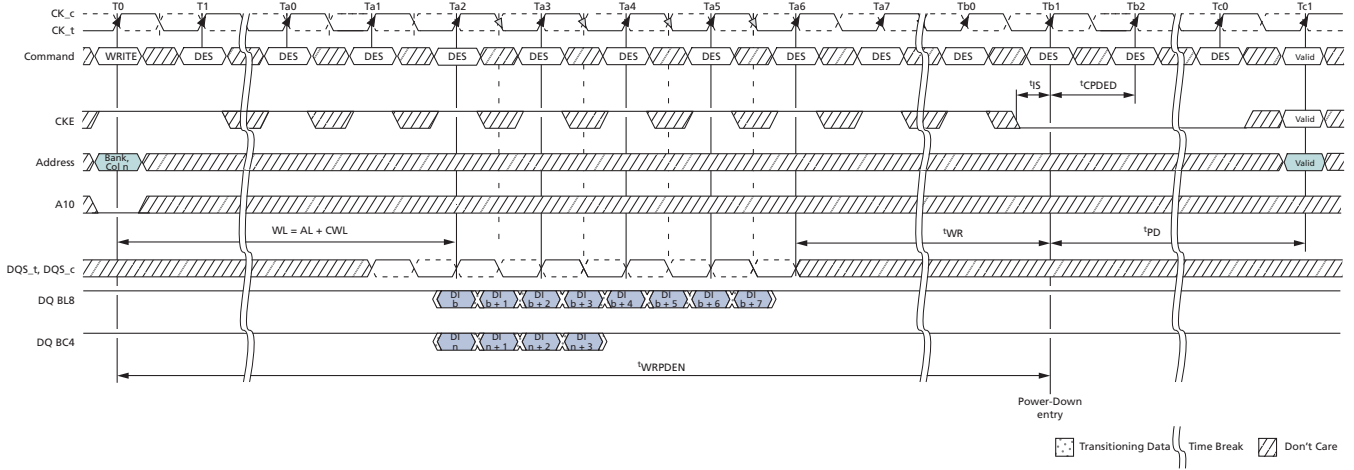 T0 T1 Ta0 Ta1 Ta2 Ta3 Ta4 Ta5 Ta6 Ta7 Tb0 Tb1 Tb2 Tc0 Tc1
CK_c
CK_t
Command WRITE DES DES DES DES DES DES DES DES DES DES DES DES DES Valid
tIS tCPDED
CKE Valid
Address Bank, Col n Valid
A10
WL = AL + CWL tWR tPD
DQS_t, DQS_c
DQ BL8 DI b DI b + 1 DI b + 2 DI b + 3 DI b + 4 DI b + 5 DI b + 6 DI b + 7
DQ BC4 DI n DI n + 1 DI n + 2 DI n + 3
tWRPDEN
Power-Down
entry
Transitioning Data Time Break Don't Care